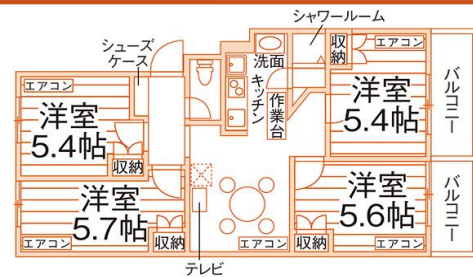 シャワールーム
シューズ
ケース
洗面
収納
エアコン
エアコン
洋室
5.4帖
収納
キッチン
作業台
洋室
5.4帖
バルコニー
洋室
5.7帖
収納
エアコン
テレビ
エアコン
収納
洋室
5.6帖
エアコン
バルコニー